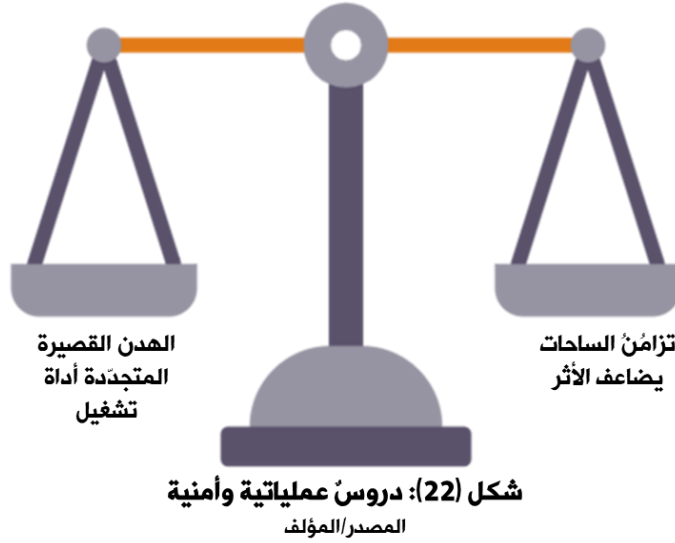 تزامُنُ الساحات
يضاعف الأثر
الهدن القصيرة
المتجدّدة أداة
تشغيل
شكل (22): دروسٌ عملياتية وأمنية
المصدر/المؤلف